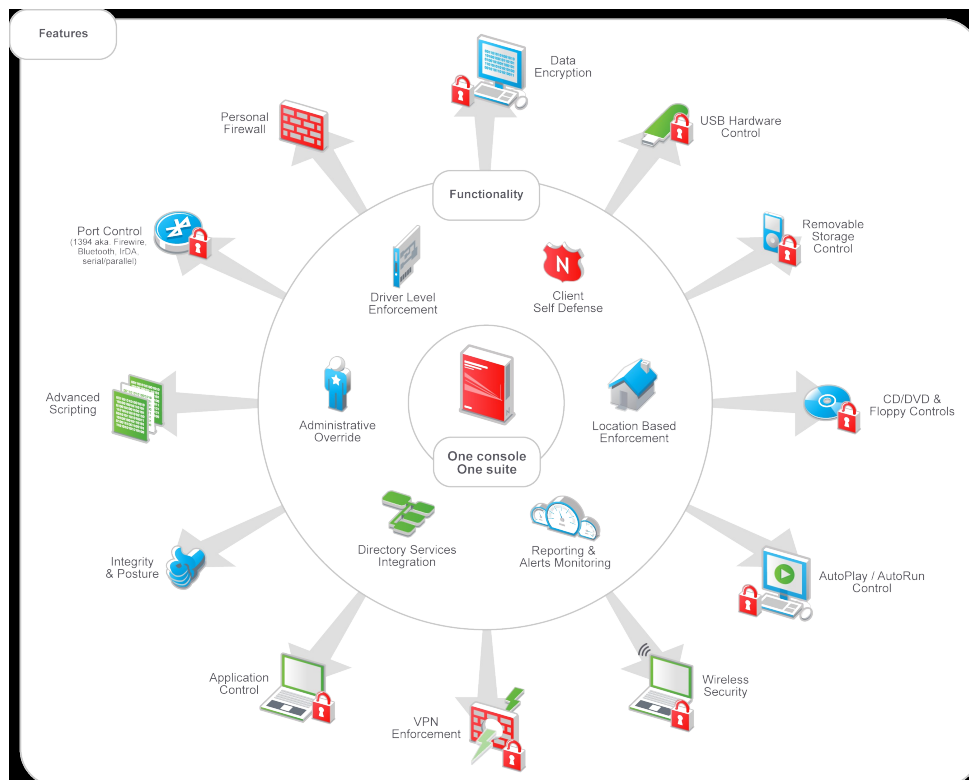 Features
Data
Encryption
Personal
Firewall
USB Hardware
Control
Functionality
Port Control
(1394 aka. Firewire,
Bluetooth, IrDA,
serial/parallel)
Removable
Storage
Control
N
Driver Level
Enforcement
Client
Self Defense
Advanced
Scripting
Administrative
Override
Location Based
Enforcement
CD/DVD &
Floppy Controls
One console
One suite
Directory Services
Integration
Reporting &
Alerts Monitoring
Integrity
& Posture
AutoPlay / AutoRun
Control
Application
Control
Wireless
Security
VPN
Enforcement